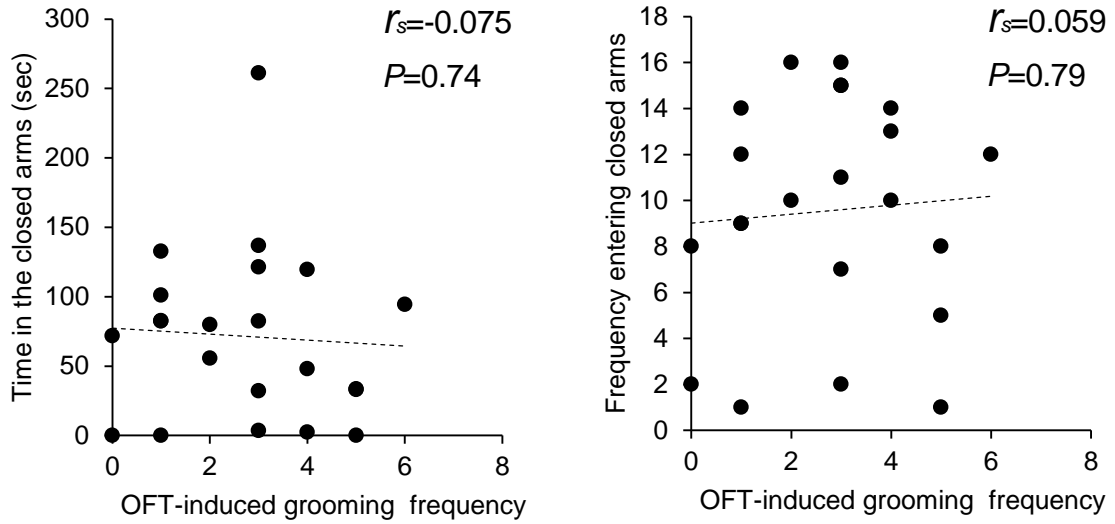 300
250
200
150
100
50
0
0 2 4 6 8
Time in the closed arms (sec)
OFT-induced grooming frequency
rs=-0.075
P=0.74
18
16
14
12
10
8
6
4
2
0
0 2 4 6 8
Frequency entering closed arms
OFT-induced grooming frequency
rs=0.059
P=0.79